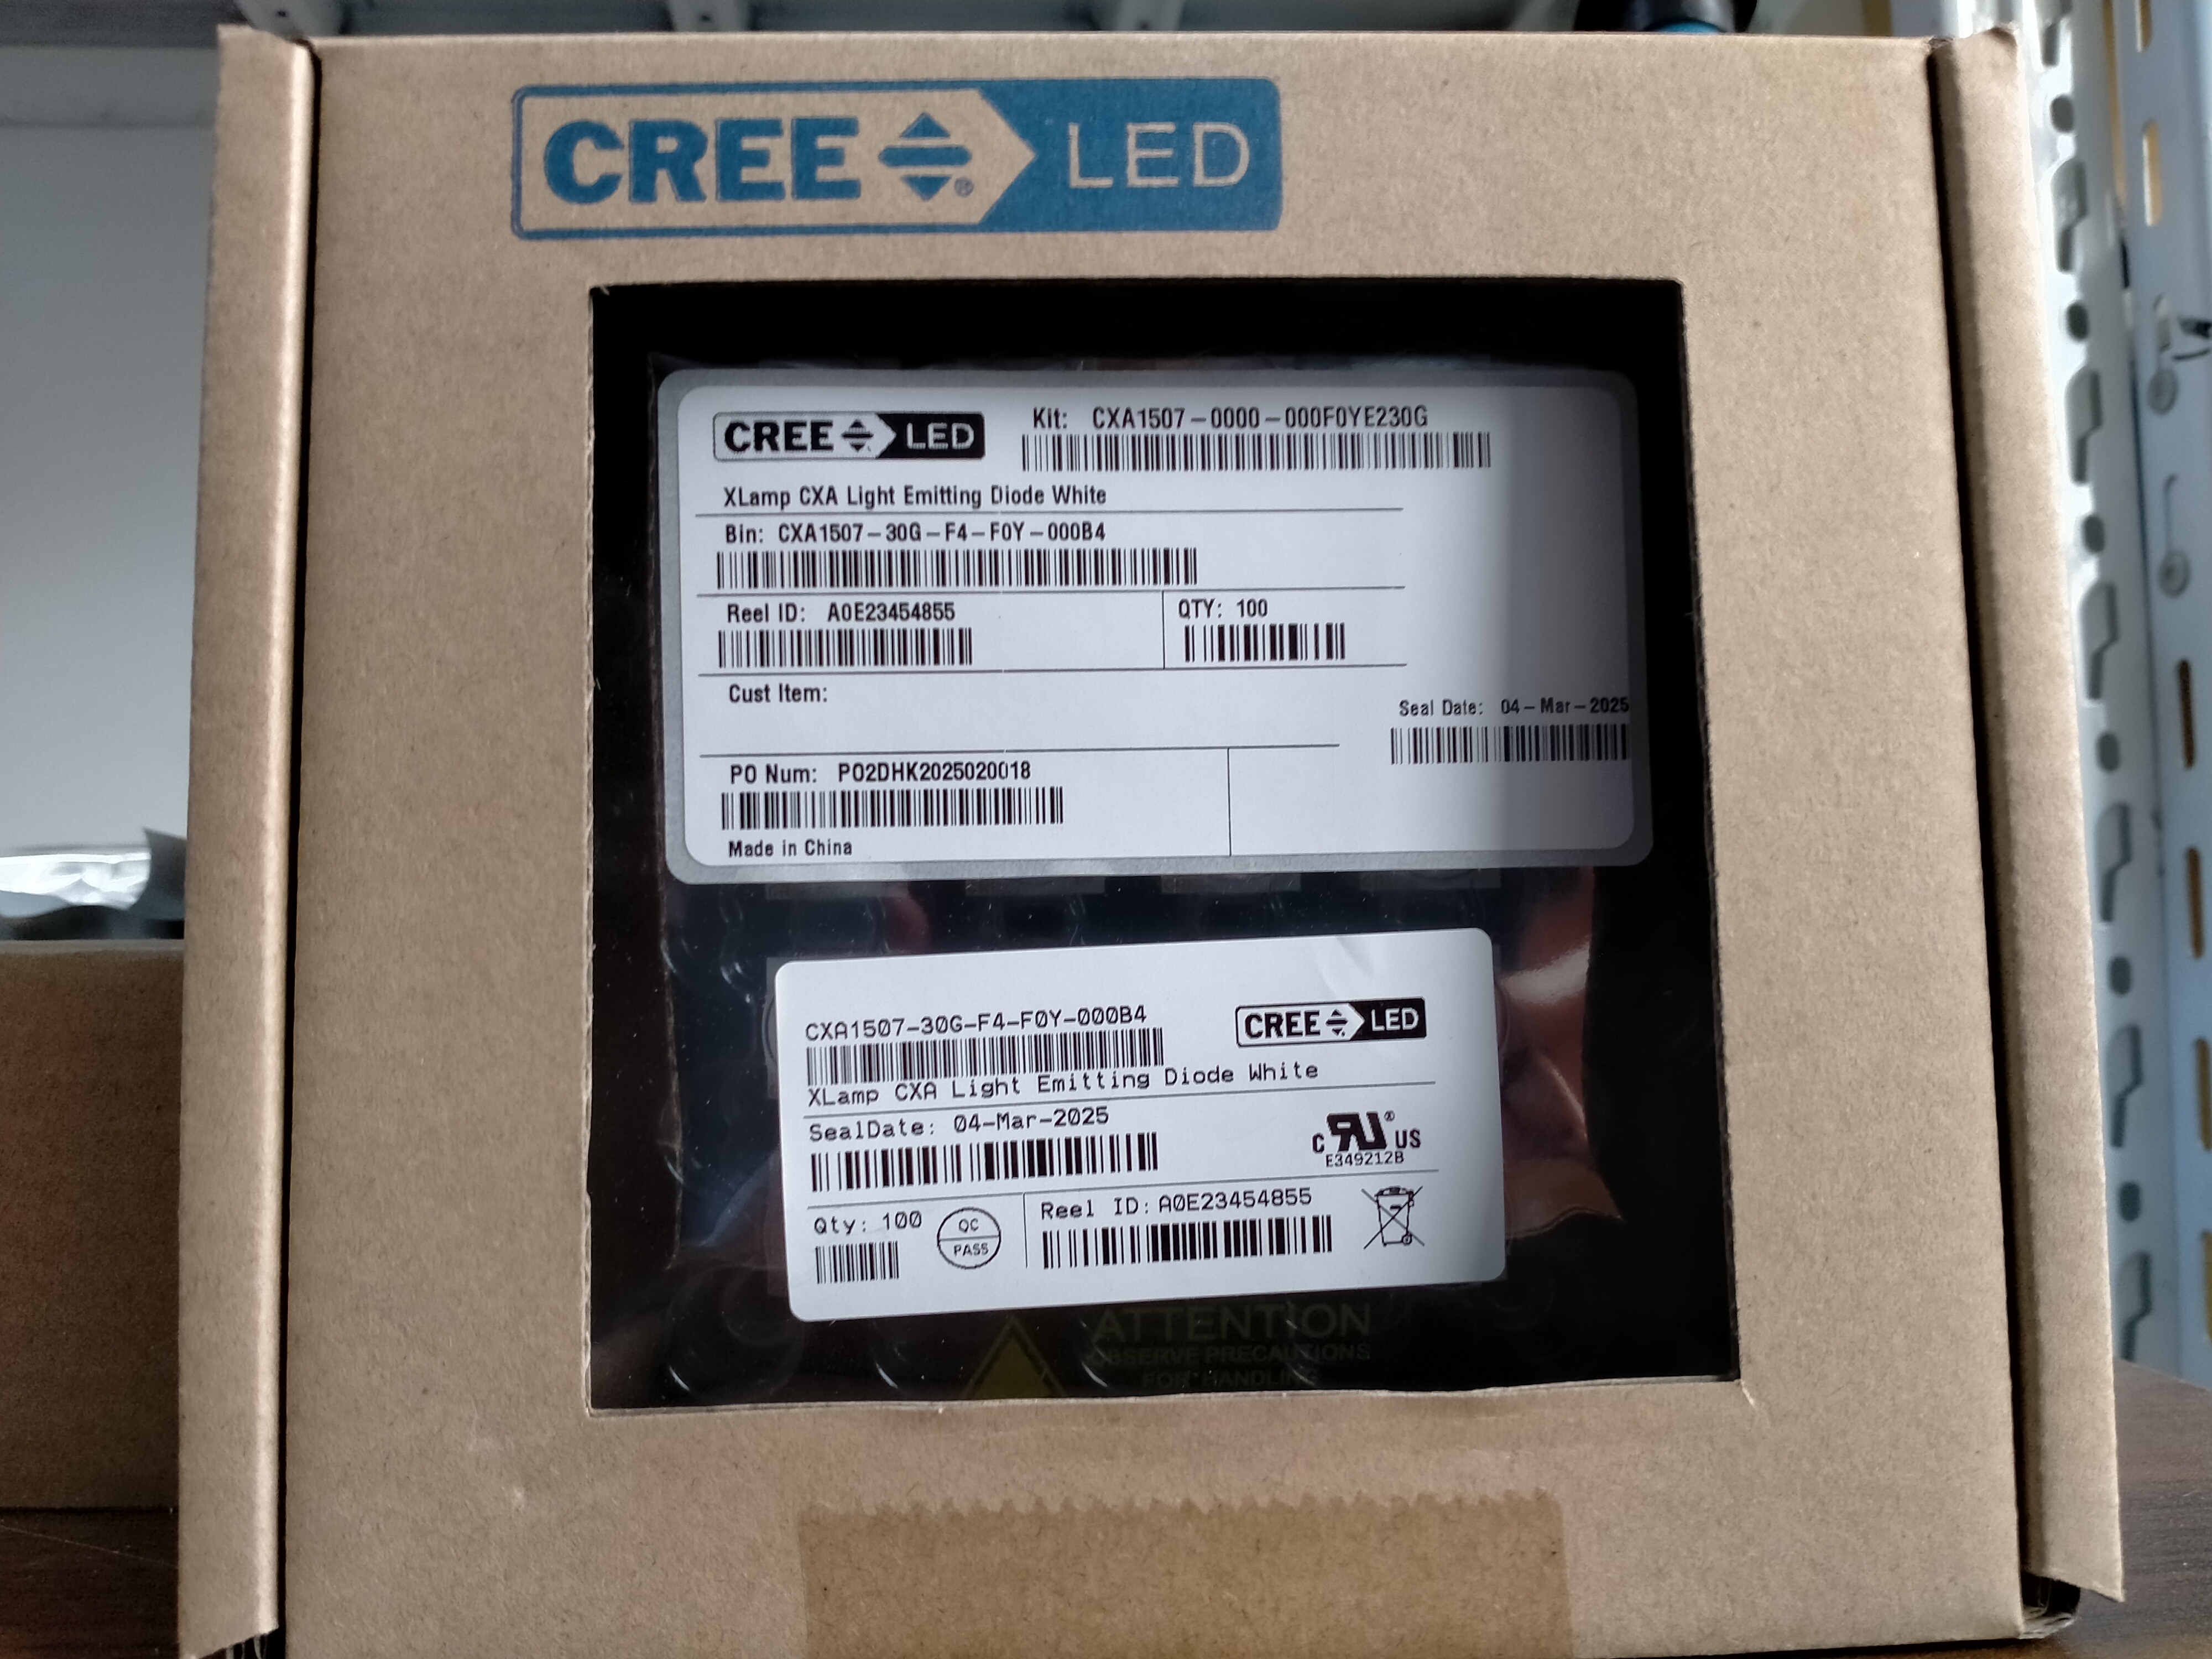 CREE LED
CREE LED
Kit: CXA1507-0000-000F0YE230G
XLamp CXA Light Emitting Diode White
Bin: CXA1507-30G-F4-F0Y-000B4
Reel ID: A0E23454855
QTY: 100
Cust Item:
Seal Date: 04-Mar-2025
PO Num: PO2DHK2025020018
Made in China
CXA1507-30G-F4-F0Y-000B4
CREE LED
XLamp CXA Light Emitting Diode White
SealDate: 04-Mar-2025
c RU® US
E349212B
Qty: 100
QC
PASS
Reel ID: A0E23454855
ATTENTION
OBSERVE PRECAUTIONS
FOR HANDLING